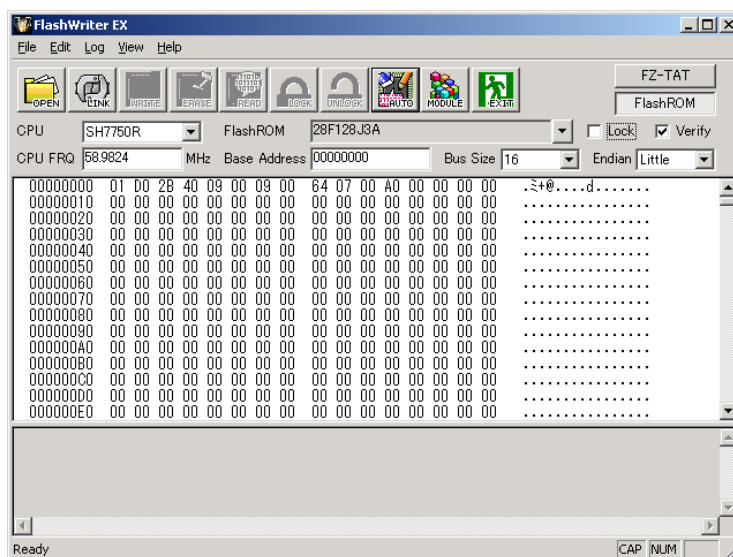 FlashWriter EX
File Edit Log View Help
OPEN LINK WRITE ERASE READ LOCK UNLOCK AUTO MODULE EXIT
FZ-TAT
FlashROM
CPU SH7750R FlashROM 28F128J3A Lock Verify
CPU FRQ 58.9824 MHz Base Address 00000000 Bus Size 16 Endian Little
00000000 01 D0 2B 40 09 00 09 00 64 07 00 A0 00 00 00 00 .ミ+@....d.......
00000010 00 00 00 00 00 00 00 00 00 00 00 00 00 00 00 00 ................
00000020 00 00 00 00 00 00 00 00 00 00 00 00 00 00 00 00 ................
00000030 00 00 00 00 00 00 00 00 00 00 00 00 00 00 00 00 ................
00000040 00 00 00 00 00 00 00 00 00 00 00 00 00 00 00 00 ................
00000050 00 00 00 00 00 00 00 00 00 00 00 00 00 00 00 00 ................
00000060 00 00 00 00 00 00 00 00 00 00 00 00 00 00 00 00 ................
00000070 00 00 00 00 00 00 00 00 00 00 00 00 00 00 00 00 ................
00000080 00 00 00 00 00 00 00 00 00 00 00 00 00 00 00 00 ................
00000090 00 00 00 00 00 00 00 00 00 00 00 00 00 00 00 00 ................
000000A0 00 00 00 00 00 00 00 00 00 00 00 00 00 00 00 00 ................
000000B0 00 00 00 00 00 00 00 00 00 00 00 00 00 00 00 00 ................
000000C0 00 00 00 00 00 00 00 00 00 00 00 00 00 00 00 00 ................
000000D0 00 00 00 00 00 00 00 00 00 00 00 00 00 00 00 00 ................
000000E0 00 00 00 00 00 00 00 00 00 00 00 00 00 00 00 00 ................
Ready CAP NUM